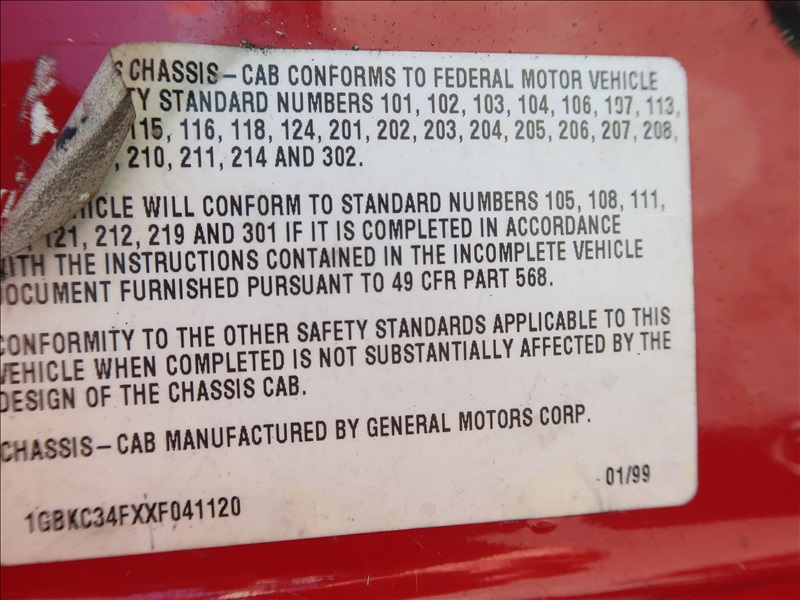 CHASSIS-CAB CONFORMS TO FEDERAL MOTOR VEHICLE
STANDARD NUMBERS 101, 102, 103, 104, 106, 107, 113,
115, 116, 118, 124, 201, 202, 203, 204, 205, 206, 207, 208,
, 210, 211, 214 AND 302.
WILL CONFORM TO STANDARD NUMBERS 105, 108, 111,
121, 212, 219 AND 301 IF IT IS COMPLETED IN ACCORDANCE
WITH THE INSTRUCTIONS CONTAINED IN THE INCOMPLETE VEHICLE
DOCUMENT FURNISHED PURSUANT TO 49 CFR PART 568.
CONFORMITY TO THE OTHER SAFETY STANDARDS APPLICABLE TO THIS
VEHICLE WHEN COMPLETED IS NOT SUBSTANTIALLY AFFECTED BY THE
DESIGN OF THE CHASSIS CAB.
CHASSIS-CAB MANUFACTURED BY GENERAL MOTORS CORP.
01/99
1GBKC34FXXF041120